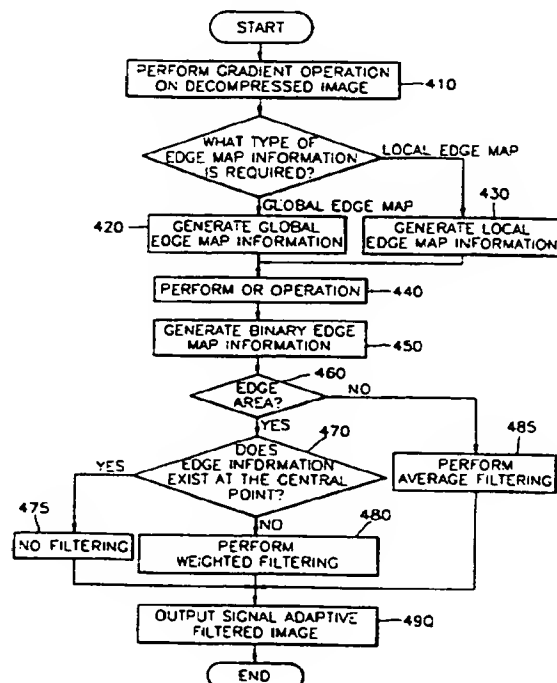 START
PERFORM GRADIENT OPERATION
ON DECOMPRESSED IMAGE
410
WHAT TYPE OF
EDGE MAP INFORMATION
IS REQUIRED?
LOCAL EDGE MAP
GLOBAL EDGE MAP
430
420
GENERATE GLOBAL
EDGE MAP INFORMATION
GENERATE LOCAL
EDGE MAP INFORMATION
PERFORM OR OPERATION
440
GENERATE BINARY EDGE
MAP INFORMATION
450
460
EDGE
AREA?
NO
YES
470
DOES
EDGE INFORMATION
EXIST AT THE CENTRAL
POINT?
YES
485
PERFORM
AVERAGE FILTERING
475
NO
480
NO FILTERING
PERFORM
WEIGHTED FILTERING
OUTPUT SIGNAL ADAPTIVE
FILTERED IMAGE
490
END